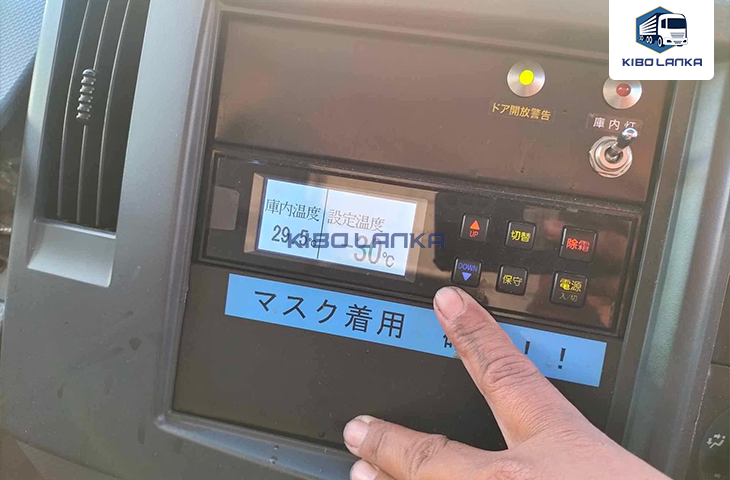 KIBO LANKA
ドア開放警告
庫内灯
庫内温度 設定温度
29.5 30℃
KIBO LANKA
UP 切替 除霜
DOWN 保守 電源
入/切
マスク着用 !!